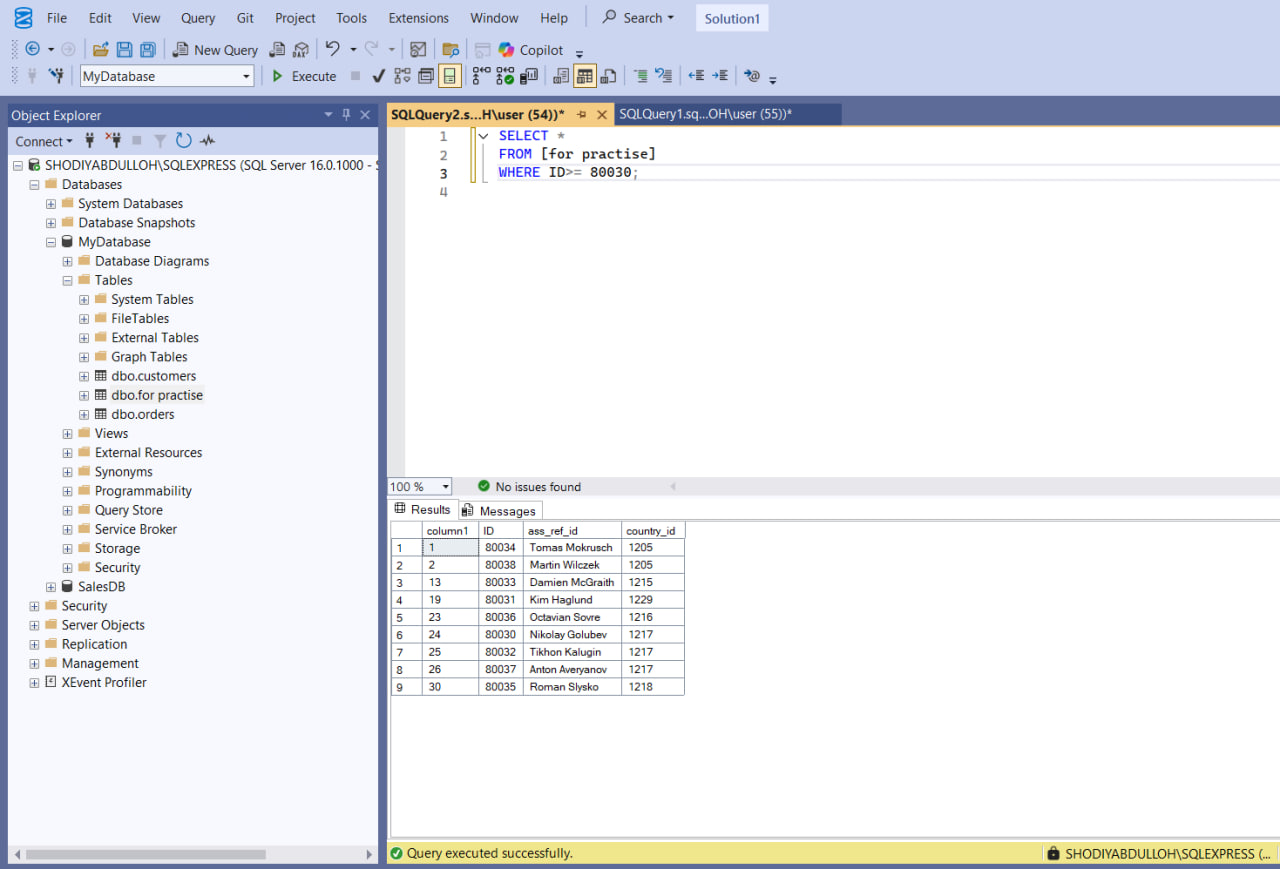 File Edit View Query Git Project Tools Extensions Window Help Search Solution1
New Query Copilot
MyDatabase Execute
Object Explorer
Connect
SHODIYABDULLOH\SQLEXPRESS (SQL Server 16.0.1000 - S
Databases
System Databases
Database Snapshots
MyDatabase
Database Diagrams
Tables
System Tables
FileTables
External Tables
Graph Tables
dbo.customers
dbo.for practise
dbo.orders
Views
External Resources
Synonyms
Programmability
Query Store
Service Broker
Storage
Security
SalesDB
Security
Server Objects
Replication
Management
XEvent Profiler
SQLQuery2.s...H\user (54))* SQLQuery1.sq...OH\user (55))*
1 SELECT *
2 FROM [for practise]
3 WHERE ID>= 80030;
4
100 % No issues found
Results Messages
column1 ID ass_ref_id country_id
1 1 80034 Tomas Mokrusch 1205
2 2 80038 Martin Wilczek 1205
3 13 80033 Damien McGraith 1215
4 19 80031 Kim Haglund 1229
5 23 80036 Octavian Sovre 1216
6 24 80030 Nikolay Golubev 1217
7 25 80032 Tikhon Kalugin 1217
8 26 80037 Anton Averyanov 1217
9 30 80035 Roman Slysko 1218
Query executed successfully. SHODIYABDULLOH\SQLEXPRESS (...